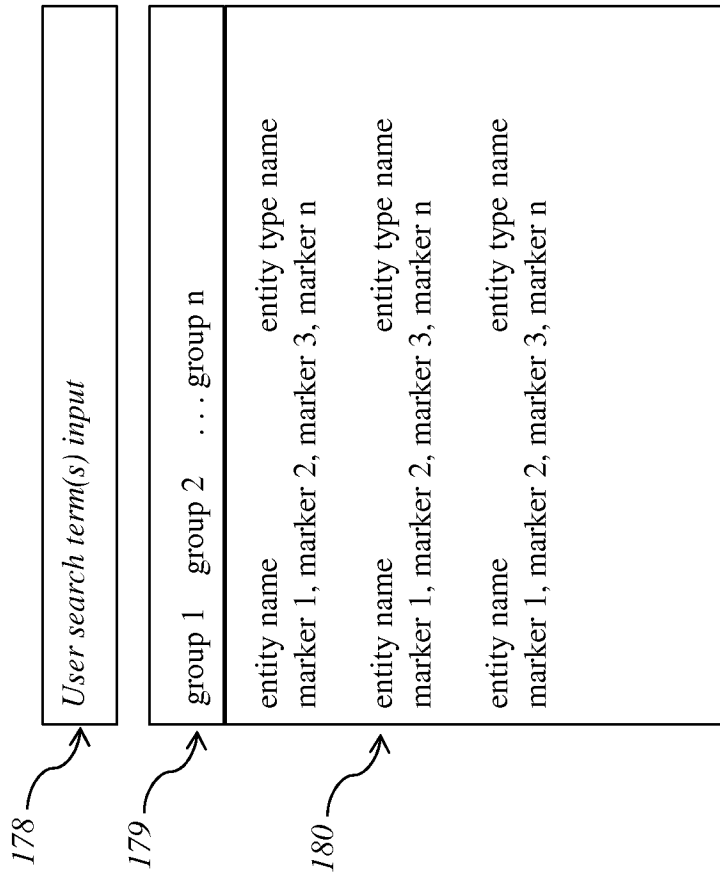 178
User search term(s) input
179
group 1 group 2 . . . . group n
180
entity name entity type name
marker 1, marker 2, marker 3, marker n
entity name entity type name
marker 1, marker 2, marker 3, marker n
entity name entity type name
marker 1, marker 2, marker 3, marker n